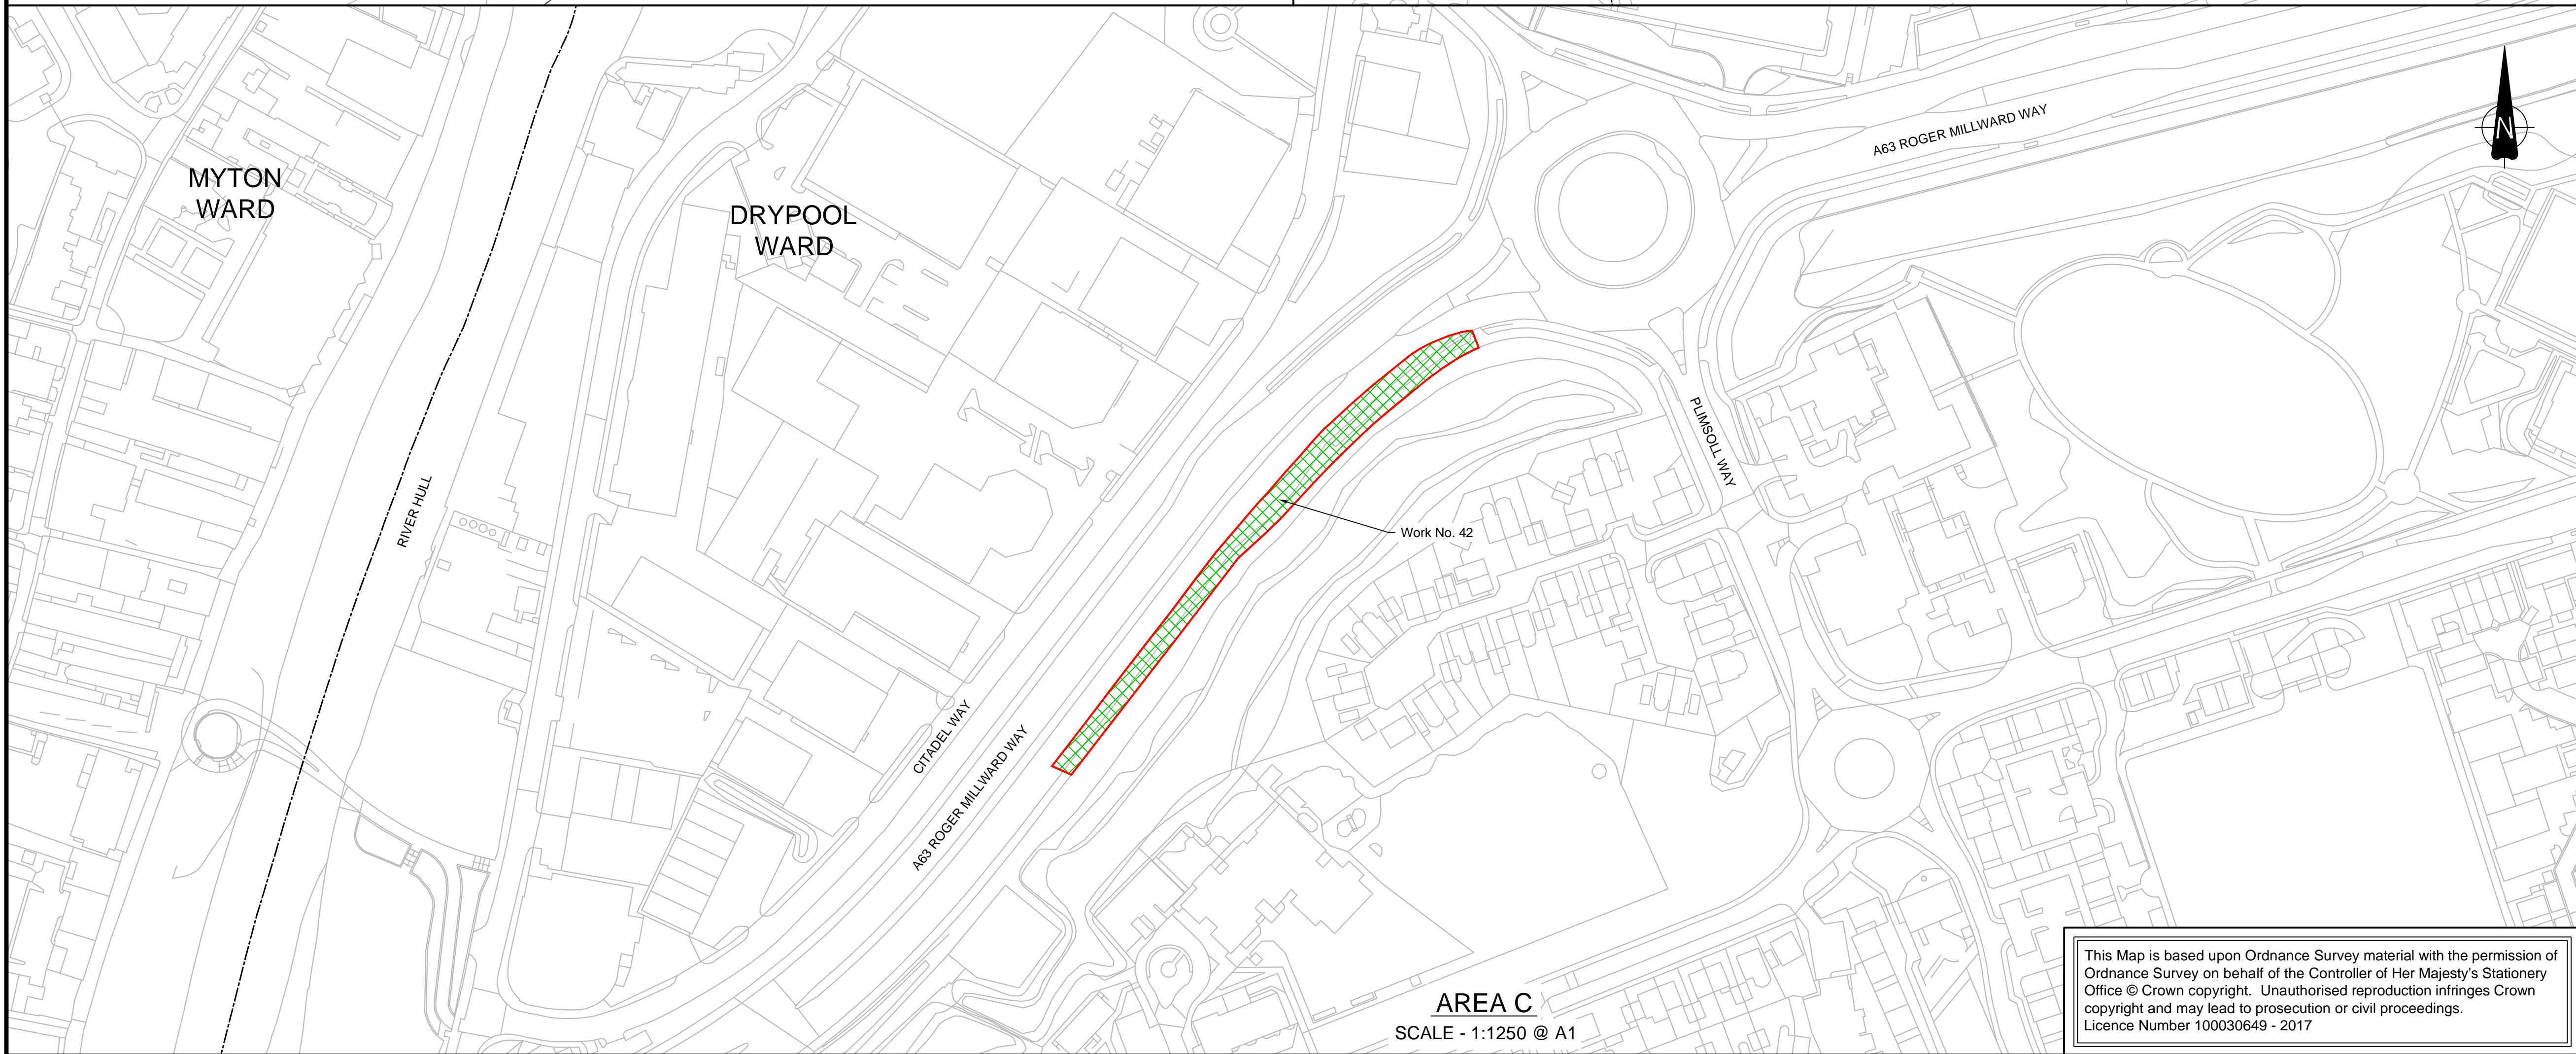 MYTON
WARD
DRYPOOL
WARD
A63 ROGER MILLWARD WAY
N
RIVER HULL
PLIMSOLL WAY
Work No. 42
CITADEL WAY
A63 ROGER MILLWARD WAY
AREA C
SCALE - 1:1250 @ A1
This Map is based upon Ordnance Survey material with the permission of
Ordnance Survey on behalf of the Controller of Her Majesty's Stationery
Office © Crown copyright. Unauthorised reproduction infringes Crown
copyright and may lead to prosecution or civil proceedings.
Licence Number 100030649 - 2017